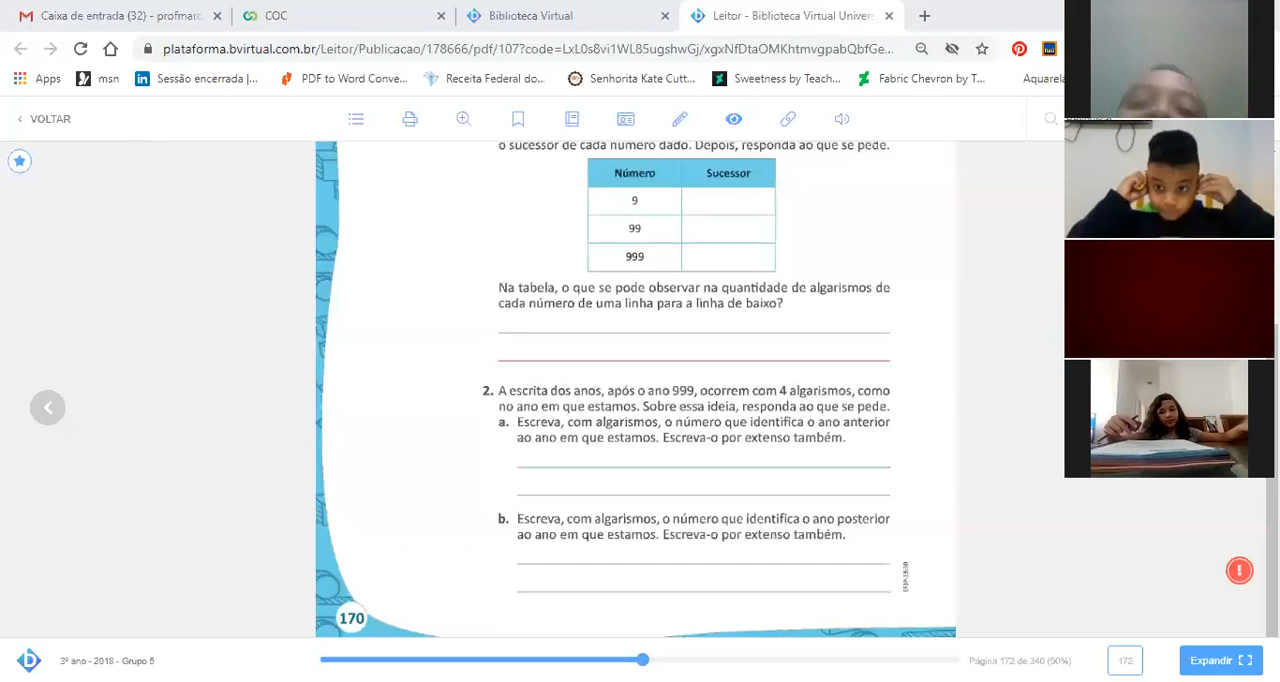 Caixa de entrada (32) - profmarc
COC
Biblioteca Virtual
Leitor - Biblioteca Virtual Univers
plataforma.bvirtual.com.br/Leitor/Publicacao/178666/pdf/107?code=LxL0s8vi1WL85ugshwGj/xgxNfDtaOMKhtmvgpabQbfGe...
Apps
msn
Sessão encerrada |...
PDF to Word Conve...
Receita Federal do...
Senhorita Kate Cutt...
Sweetness by Teach...
Fabric Chevron by T...
Aquarela
VOLTAR
o sucessor de cada número dado. Depois, responda ao que se pede.
Número Sucessor
9
99
999
Na tabela, o que se pode observar na quantidade de algarismos de
cada número de uma linha para a linha de baixo?
2. A escrita dos anos, após o ano 999, ocorrem com 4 algarismos, como
no ano em que estamos. Sobre essa ideia, responda ao que se pede.
a. Escreva, com algarismos, o número que identifica o ano anterior
ao ano em que estamos. Escreva-o por extenso também.
b. Escreva, com algarismos, o número que identifica o ano posterior
ao ano em que estamos. Escreva-o por extenso também.
170
3º ano - 2018 - Grupo 5
Página 172 de 340 (50%)
172
Expandir